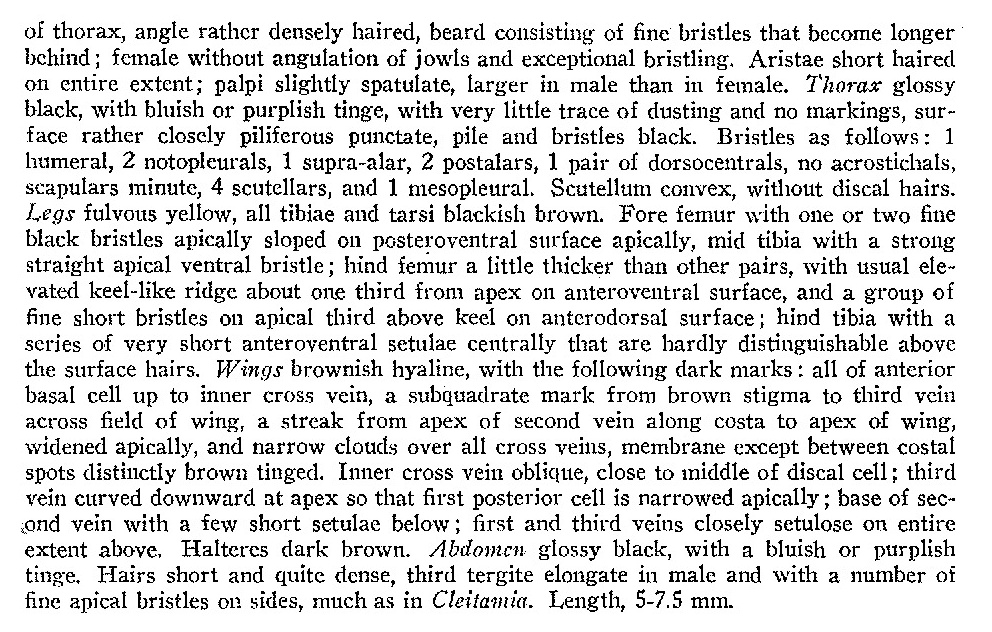 of thorax, angle rather densely haired, beard consisting of fine bristles that become longer
behind; female without angulation of jowls and exceptional bristling. Aristae short haired
on entire extent; palpi slightly spatulate, larger in male than in female. Thorax glossy
black, with bluish or purplish tinge, with very little trace of dusting and no markings, sur-
face rather closely piliferous punctate, pile and bristles black. Bristles as follows: 1
humeral, 2 notopleurals, 1 supra-alar, 2 postalars, 1 pair of dorsocentrals, no acrostichals,
scapulars minute, 4 scutellars, and 1 mesopleural. Scutellum convex, without discal hairs.
Legs fulvous yellow, all tibiae and tarsi blackish brown. Fore femur with one or two fine
black bristles apically sloped on posteroventral surface apically, mid tibia with a strong
straight apical ventral bristle; hind femur a little thicker than other pairs, with usual ele-
vated keel-like ridge about one third from apex on anteroventral surface, and a group of
fine short bristles on apical third above keel on anterodorsal surface; hind tibia with a
series of very short anteroventral setulae centrally that are hardly distinguishable above
the surface hairs. Wings brownish hyaline, with the following dark marks: all of anterior
basal cell up to inner cross vein, a subquadrate mark from brown stigma to third vein
across field of wing, a streak from apex of second vein along costa to apex of wing,
widened apically, and narrow clouds over all cross veins, membrane except between costal
spots distinctly brown tinged. Inner cross vein oblique, close to middle of discal cell; third
vein curved downward at apex so that first posterior cell is narrowed apically; base of sec-
ond vein with a few short setulae below; first and third veins closely setulose on entire
extent above. Halteres dark brown. Abdomen glossy black, with a bluish or purplish
tinge. Hairs short and quite dense, third tergite elongate in male and with a number of
fine apical bristles on sides, much as in Cleitamia. Length, 5-7.5 mm.